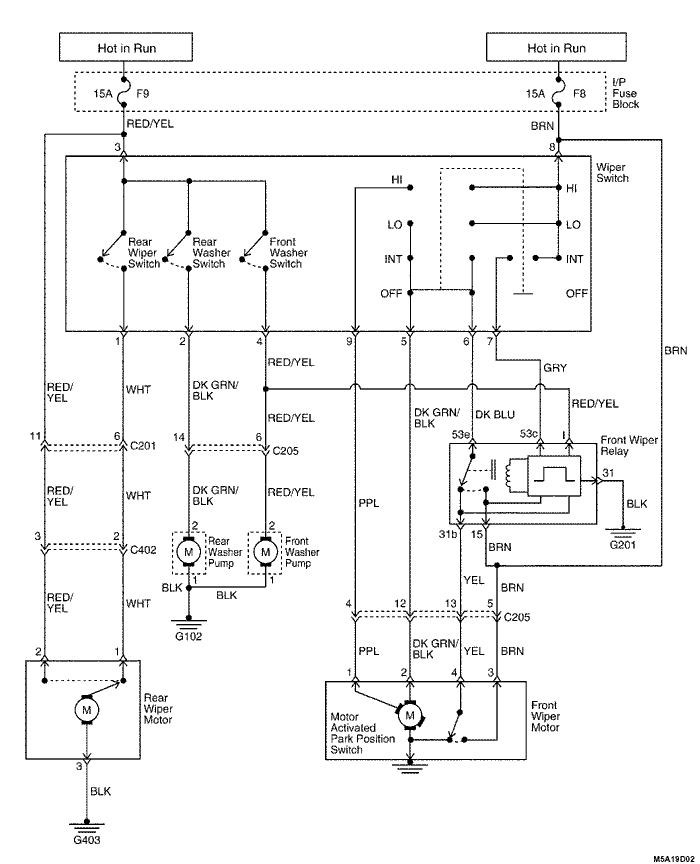 Hot in Run
Hot in Run
15A F9
15A F8
I/P
Fuse
Block
RED/YEL
BRN
3
8
Wiper
Switch
HI
HI
LO
LO
INT
INT
OFF
OFF
Rear
Wiper
Switch
Rear
Washer
Switch
Front
Washer
Switch
1
2
4
9
5
6
7
RED/YEL
BRN
GRY
RED/
YEL
WHT
DK GRN/
BLK
RED/YEL
DK GRN/
BLK
DK BLU
RED/YEL
11
6
C201
14
6
C205
53e
53c
I
Front Wiper
Relay
31
BLK
G201
RED/
YEL
WHT
DK GRN/
BLK
RED/YEL
PPL
31b
15
BRN
3
2
C402
2
M
Rear
Washer
Pump
1
2
M
Front
Washer
Pump
1
BLK
BLK
G102
YEL
BRN
RED/
YEL
WHT
4
12
13
5
C205
PPL
DK GRN/
BLK
YEL
BRN
2
1
M
Rear
Wiper
Motor
3
BLK
G403
1
2
4
3
M
Motor
Activated
Park Position
Switch
Front
Wiper
Motor
M5A19D02